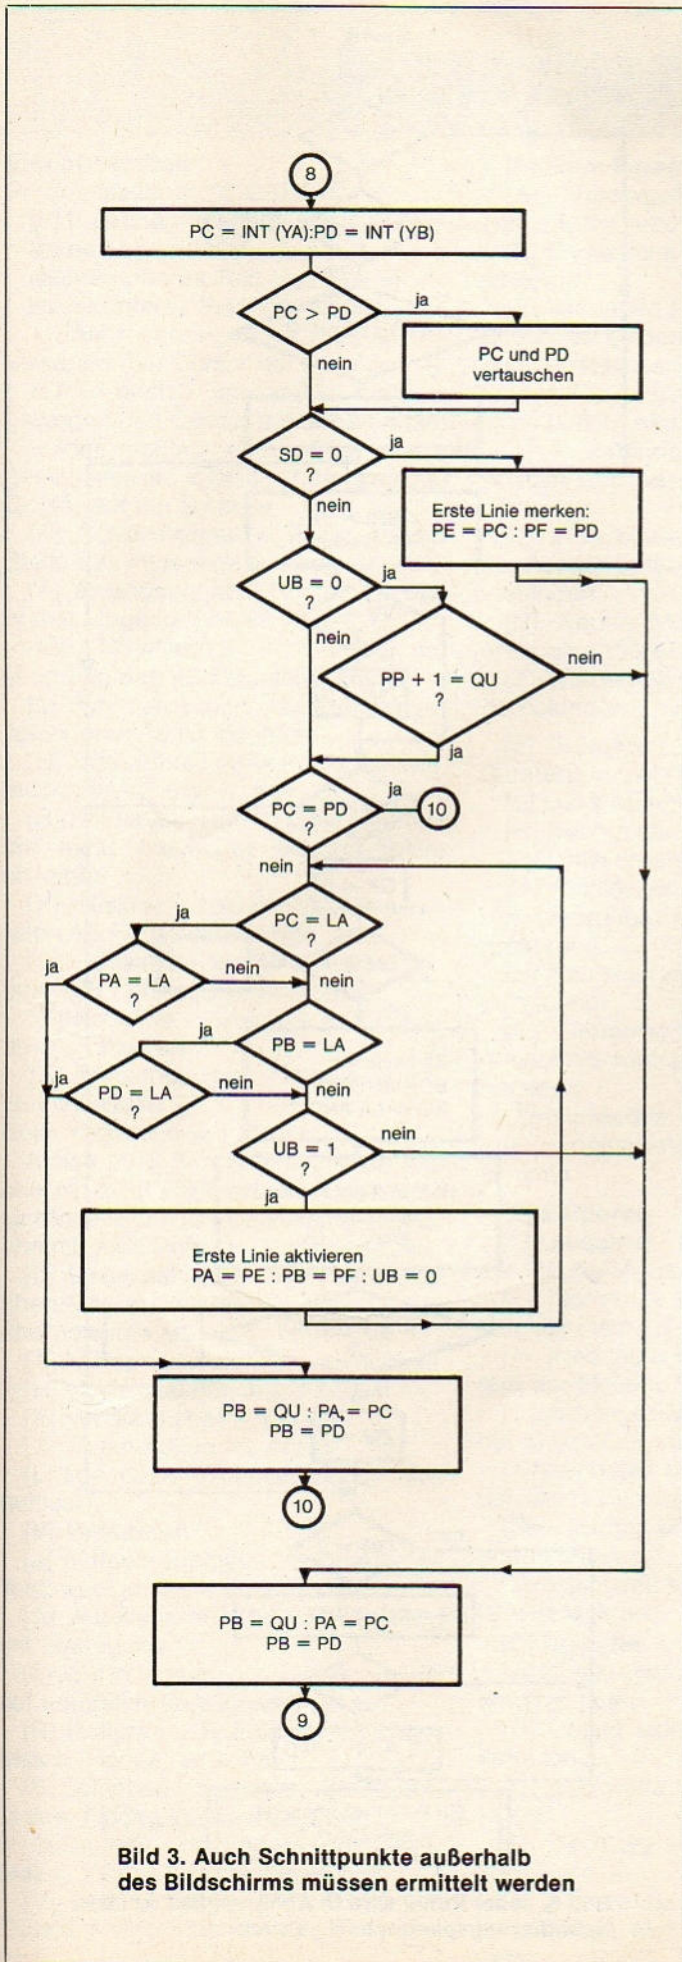 8
PC = INT (YA):PD = INT (YB)
PC > PD
ja
nein
PC und PD
vertauschen
SD = 0
?
ja
nein
Erste Linie merken:
PE = PC : PF = PD
UB = 0
?
ja
nein
PP + 1 = QU
?
nein
ja
PC = PD
?
ja
10
nein
PC = LA
?
ja
nein
PA = LA
?
ja
nein
PB = LA
ja
nein
PD = LA
?
ja
nein
UB = 1
?
nein
ja
Erste Linie aktivieren
PA = PE : PB = PF : UB = 0
PB = QU : PA = PC
PB = PD
10
PB = QU : PA = PC
PB = PD
9
Bild 3. Auch Schnittpunkte außerhalb
des Bildschirms müssen ermittelt werden